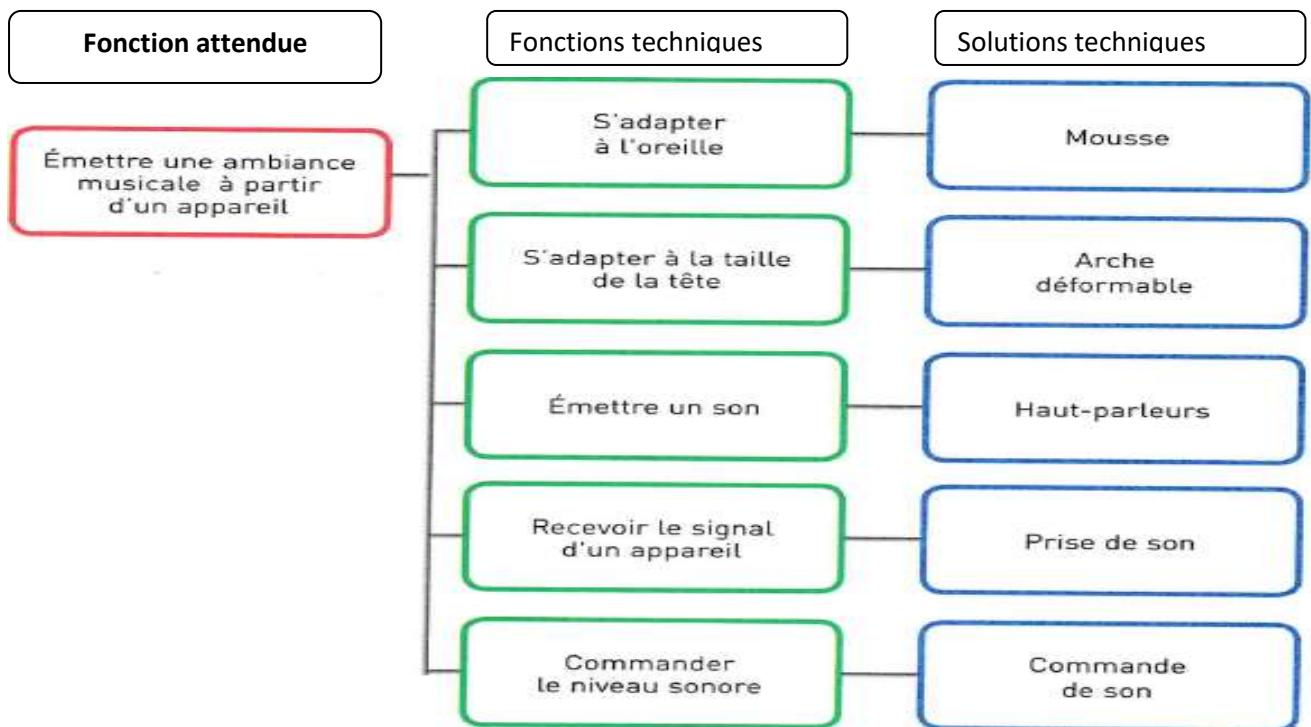 Fonction attendue
Fonctions techniques
Solutions techniques
Émettre une ambiance
musicale à partir
d'un appareil
S'adapter
à l'oreille
Mousse
S'adapter à la taille
de la tête
Arche
déformable
Émettre un son
Haut-parleurs
Recevoir le signal
d'un appareil
Prise de son
Commander
le niveau sonore
Commande
de son